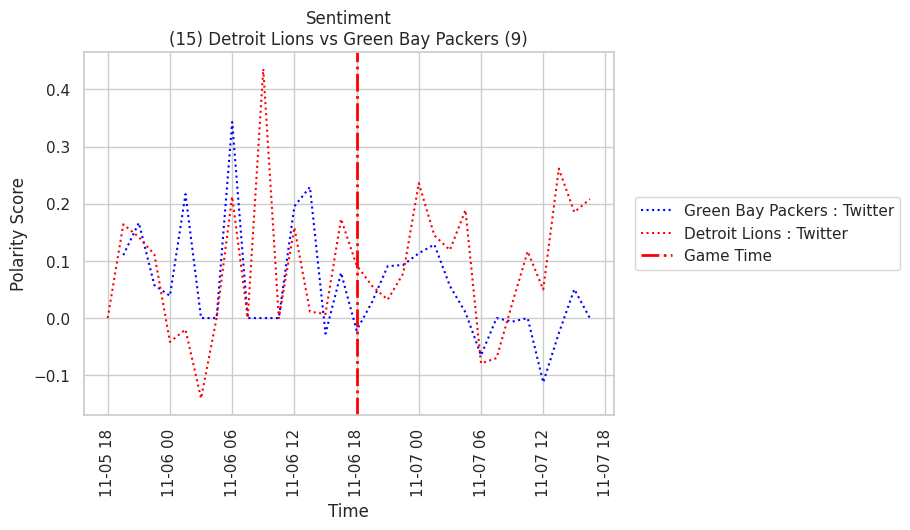 Sentiment
(15) Detroit Lions vs Green Bay Packers (9)
Polarity Score
0.4
0.3
0.2
0.1
0.0
−0.1
11-05 18
11-06 00
11-06 06
11-06 12
11-06 18
11-07 00
11-07 06
11-07 12
11-07 18
Time
Green Bay Packers : Twitter
Detroit Lions : Twitter
Game Time